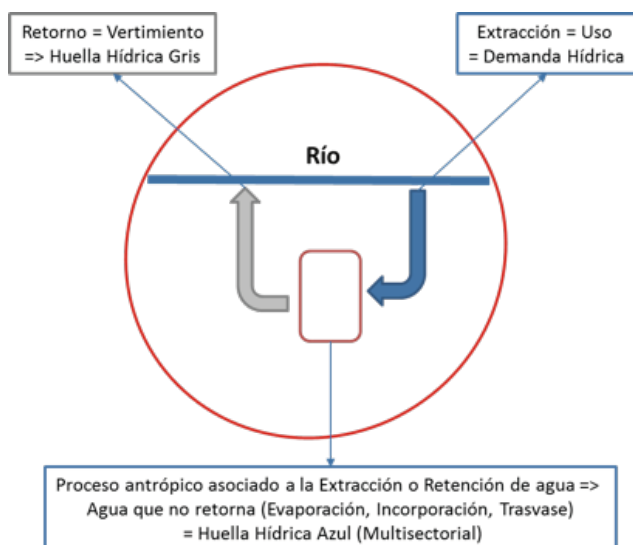 Retorno = Vertimiento
=> Huella Hídrica Gris
Extracción = Uso
= Demanda Hídrica
Río
Proceso antrópico asociado a la Extracción o Retención de agua =>
Agua que no retorna (Evaporación, Incorporación, Trasvase)
= Huella Hídrica Azul (Multisectorial)